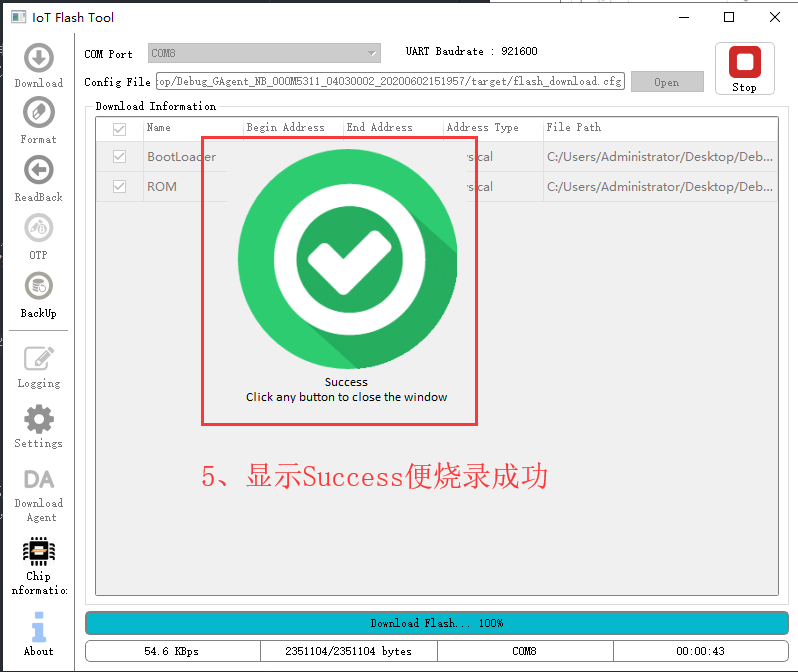 IoT Flash Tool
COM Port
COM8
UART Baudrate : 921600
Stop
Config File
op/Debug_GAgent_NB_000M5311_04030002_20200602151957/target/flash_download.cfg
Open
Download
Format
ReadBack
OTP
BackUp
Logging
Settings
DA
Download
Agent
Chip
nformatio
About
Download Information
Name Begin Address End Address Address Type File Path
BootLoader sical C:/Users/Administrator/Desktop/Deb...
ROM sical C:/Users/Administrator/Desktop/Deb...
Success
Click any button to close the window
5、显示Success便烧录成功
Download Flash... 100%
54.6 KBps 2351104/2351104 bytes COM8 00:00:43